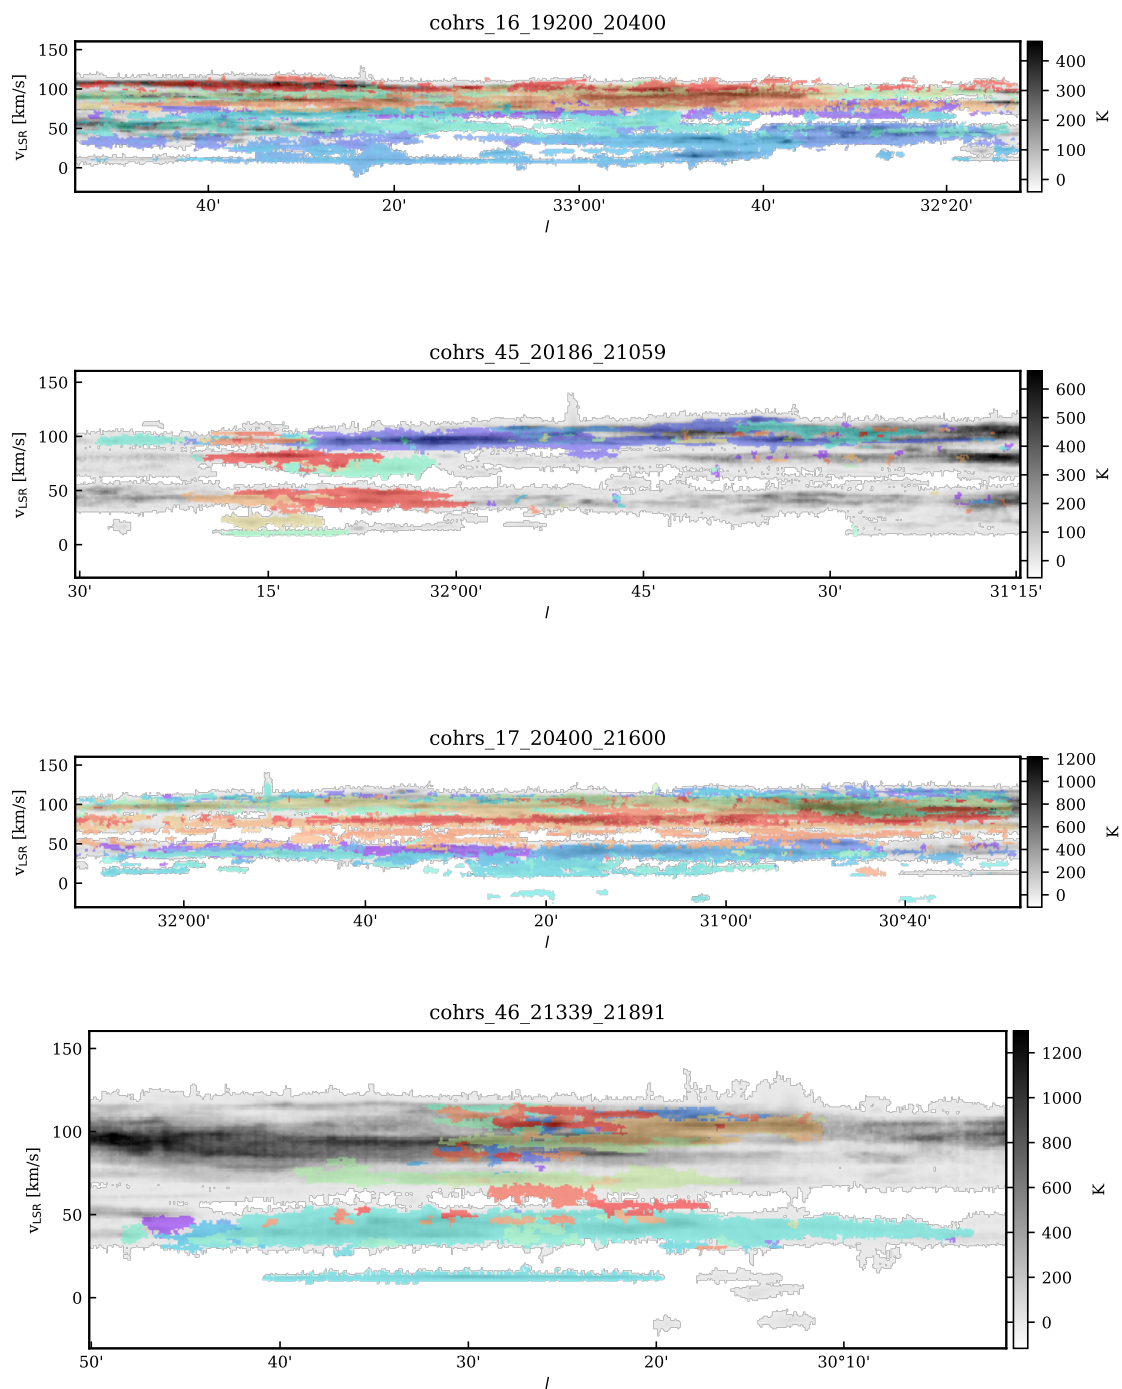 cohrs_16_19200_20400
150
100
50
0
v_LSR [km/s]
40' 20' 33°00' 40' 32°20'
l
400
300
200
100
0
K
cohrs_45_20186_21059
150
100
50
0
v_LSR [km/s]
30' 15' 32°00' 45' 30' 31°15'
l
600
500
400
300
200
100
0
K
cohrs_17_20400_21600
150
100
50
0
v_LSR [km/s]
32°00' 40' 20' 31°00' 30°40'
l
1200
1000
800
600
400
200
0
K
cohrs_46_21339_21891
150
100
50
0
v_LSR [km/s]
50' 40' 30' 20' 30°10'
l
1200
1000
800
600
400
200
0
K